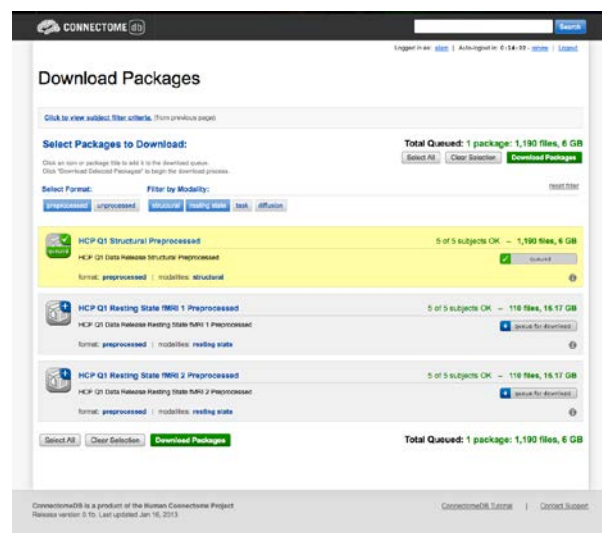 CONNECTOME db
Search
Logged in as: | Auto-logout in: - renew | Logout
Download Packages
Click to view subject filter criteria. (from previous page)
Select Packages to Download:
Total Queued: 1 package: 1,190 files, 6 GB
Click an icon or package title to add it to the download queue.
Click "Download Selected Packages" to begin the download process.
Select All Clear Selection Download Packages
Select Format: Filter by Modality: reset filter
preprocessed unprocessed structural resting state task diffusion
HCP Q1 Structural Preprocessed 5 of 5 subjects OK – 1,190 files, 6 GB
QUEUED HCP Q1 Data Release Structural Preprocessed queued
format: preprocessed | modalities: structural
HCP Q1 Resting State fMRI 1 Preprocessed 5 of 5 subjects OK – 110 files, 16.17 GB
HCP Q1 Data Release Resting State fMRI 1 Preprocessed queue for download
format: preprocessed | modalities: resting state
HCP Q1 Resting State fMRI 2 Preprocessed 5 of 5 subjects OK – 110 files, 16.17 GB
HCP Q1 Data Release Resting State fMRI 2 Preprocessed queue for download
format: preprocessed | modalities: resting state
Select All Clear Selection Download Packages Total Queued: 1 package: 1,190 files, 6 GB
ConnectomeDB is a product of the Human Connectome Project ConnectomeDB Tutorial | Contact Support
Release version 0.1b. Last updated Jan 16, 2013